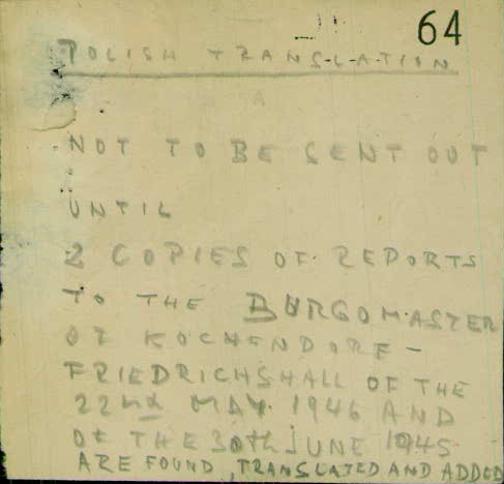 64
POLISH TRANSLATION
NOT TO BE SENT OUT
UNTIL
2 COPIES OF REPORTS
TO THE BURGOMASTER
OF KOCHENDORF-
FRIEDRICHSHALL OF THE
22nd MAY 1946 AND
OF THE 30th JUNE 1945
ARE FOUND, TRANSLATED AND ADDED